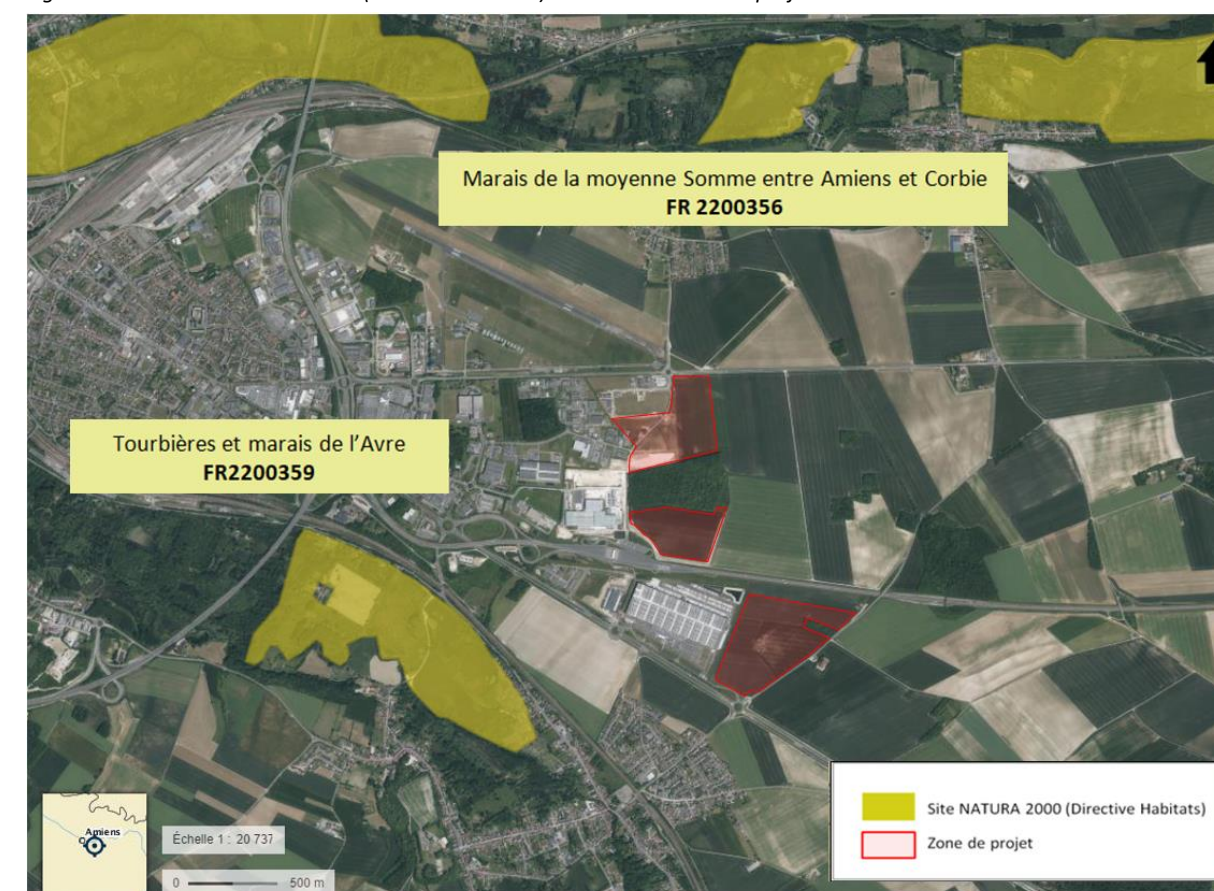 Marais de la moyenne Somme entre Amiens et Corbie
FR 2200356
Tourbières et marais de l'Avre
FR2200359
Site NATURA 2000 (Directive Habitats)
Zone de projet
Amiens
Échelle 1 : 20 737
0 500 m